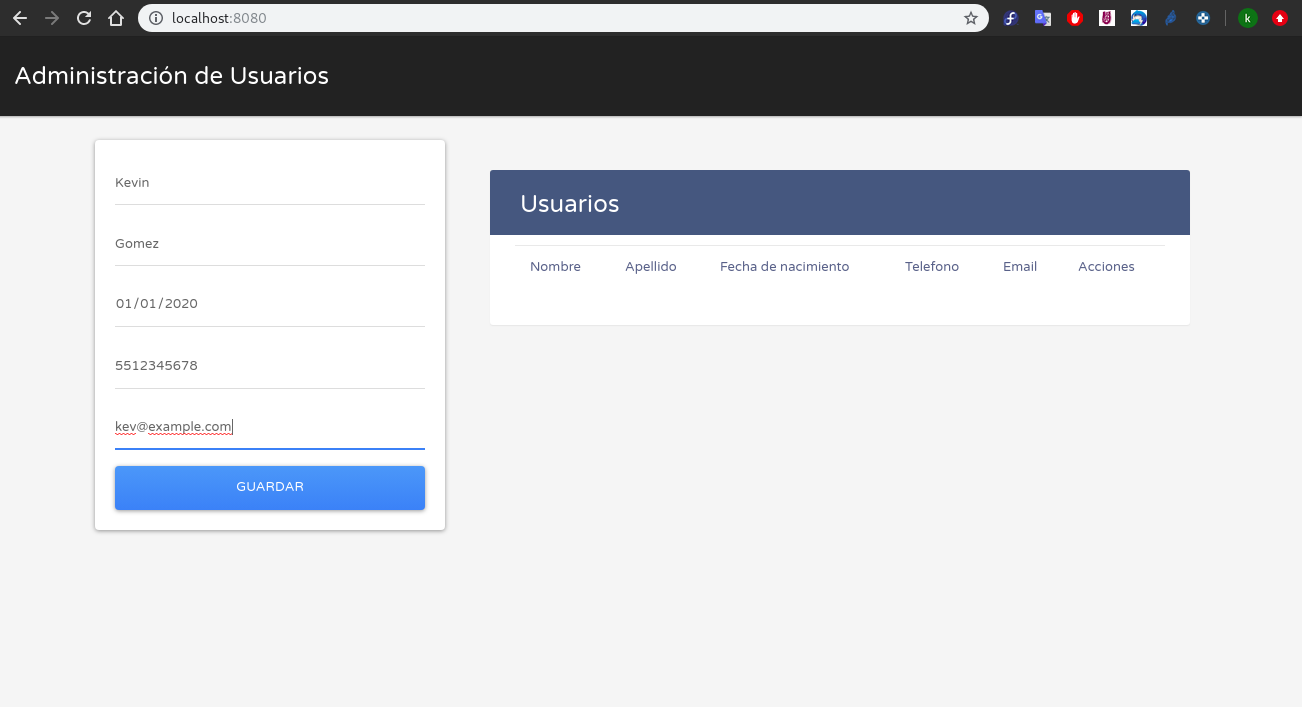 localhost:8080
k
Administración de Usuarios
Kevin
Gomez
01/01/2020
5512345678
kev@example.com
GUARDAR
Usuarios
Nombre Apellido Fecha de nacimiento Telefono Email Acciones